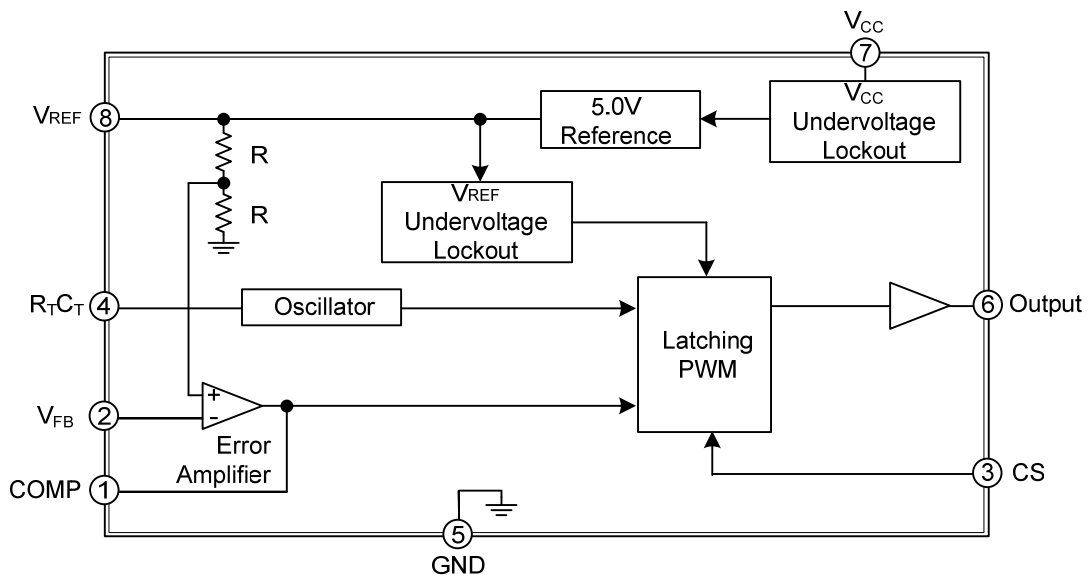 VCC
7
VREF
8
5.0V
Reference
VCC
Undervoltage
Lockout
R
R
VREF
Undervoltage
Lockout
RTCT
4
Oscillator
6
Output
Latching
PWM
VFB
2
+
-
Error
Amplifier
COMP
1
3
CS
5
GND